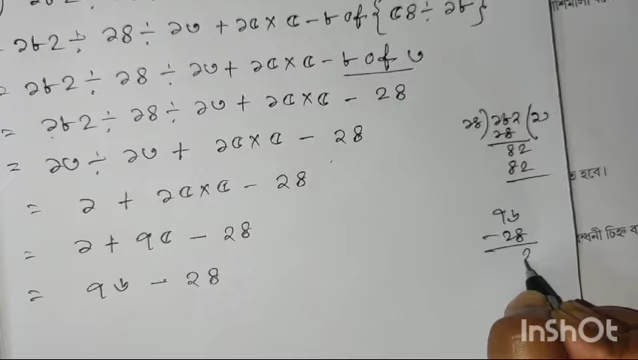 ১৮২ ÷ ১৪ ÷ ১৩ + ১৫ × ৫ – ৮ of {৫৪ ÷ ১৮}
= ১৮২ ÷ ১৪ ÷ ১৩ + ১৫ × ৫ – ৮ of ৩
= ১৮২ ÷ ১৪ ÷ ১৩ + ১৫ × ৫ – ২৪
= ১৩ ÷ ১৩ + ১৫ × ৫ – ২৪
= ১ + ১৫ × ৫ – ২৪
= ১ + ৭৫ – ২৪
= ৭৬ – ২৪
১৪)১৮২(১৩
১৪
৪২
৪২
৭৬
– ২৪
২
হবে।
চিহ্ন ব
InShOt